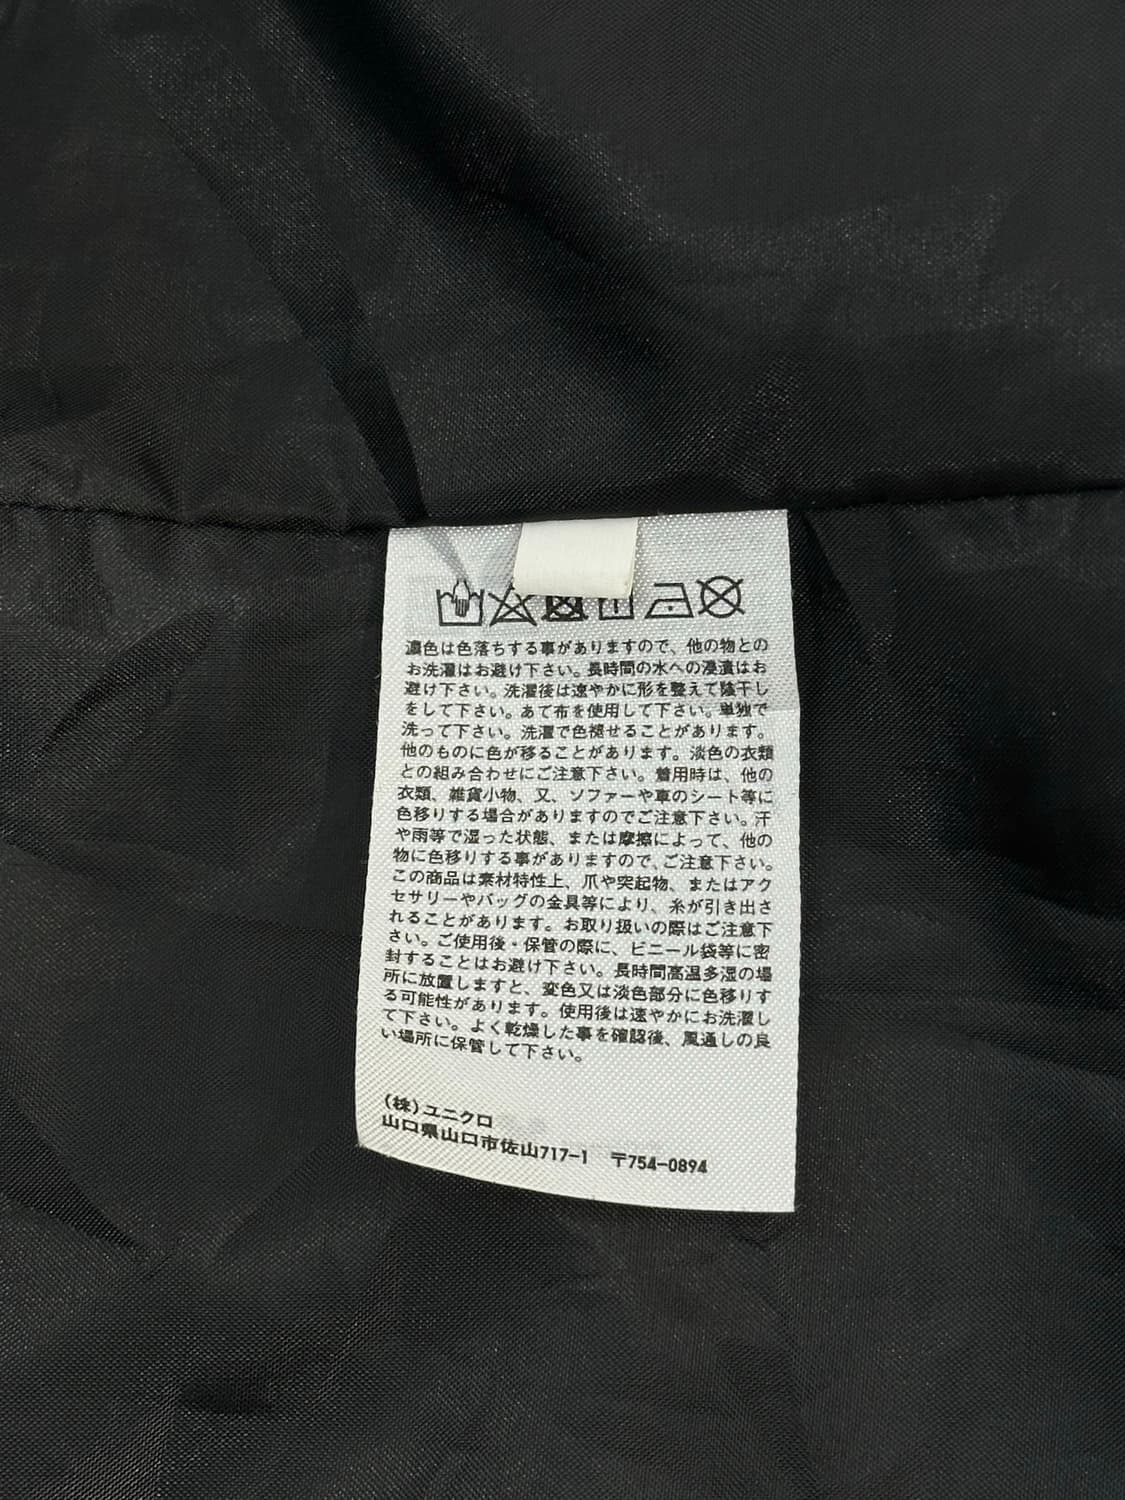 濃色は色落ちする事がありますので、他の物との
お洗濯はお避け下さい。長時間の水への浸漬はお
避け下さい。洗濯後は速やかに形を整えて陰干し
をして下さい。あて布を使用して下さい。単独で
洗って下さい。洗濯で色褪せることがあります。
他のものに色が移ることがあります。淡色の衣類
との組み合わせにご注意下さい。着用時は、他の
衣類、雑貨小物、又、ソファーや車のシート等に
色移りする場合がありますのでご注意下さい。汗
や雨等で湿った状態、または摩擦によって、他の
物に色移りする事がありますので、ご注意下さい。
この商品は素材特性上、爪や突起物、またはアク
セサリーやバッグの金具等により、糸が引き出さ
れることがあります。お取り扱いの際はご注意下
さい。ご使用後・保管の際に、ビニール袋等に密
封することはお避け下さい。長時間高温多湿の場
所に放置しますと、変色又は淡色部分に色移りす
る可能性があります。使用後は速やかにお洗濯し
て下さい。よく乾燥した事を確認後、風通しの良
い場所に保管して下さい。
(株)ユニクロ
山口県山口市佐山717-1 〒754-0894